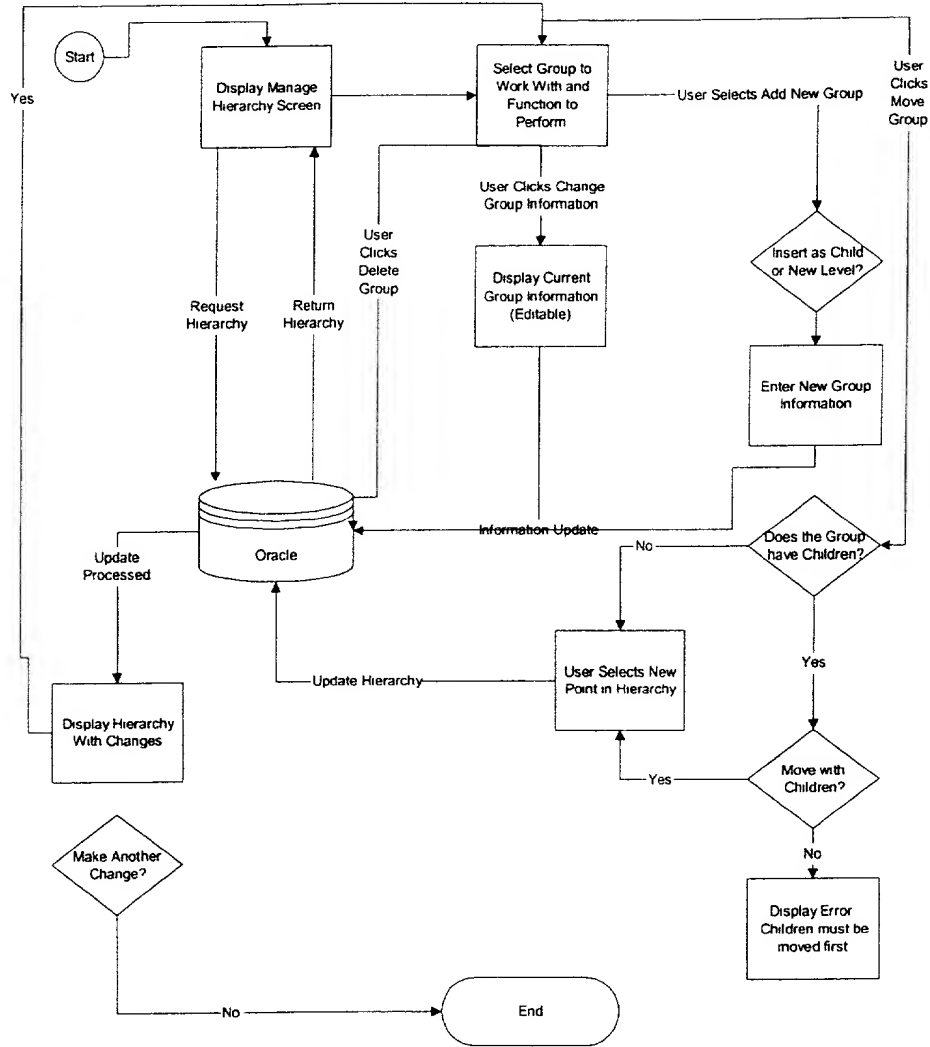 Start
Display Manage
Hierarchy Screen
Select Group to
Work With and
Function to
Perform
User Selects Add New Group
User
Clicks
Move
Group
Yes
User Clicks Change
Group Information
User
Clicks
Delete
Group
Insert as Child
or New Level?
Display Current
Group Information
(Editable)
Request
Hierarchy
Return
Hierarchy
Enter New Group
Information
Information Update
Oracle
Does the Group
have Children?
No
Update
Processed
Yes
User Selects New
Point in Hierarchy
Update Hierarchy
Display Hierarchy
With Changes
Move with
Children?
Yes
No
Make Another
Change?
Display Error
Children must be
moved first
No
End